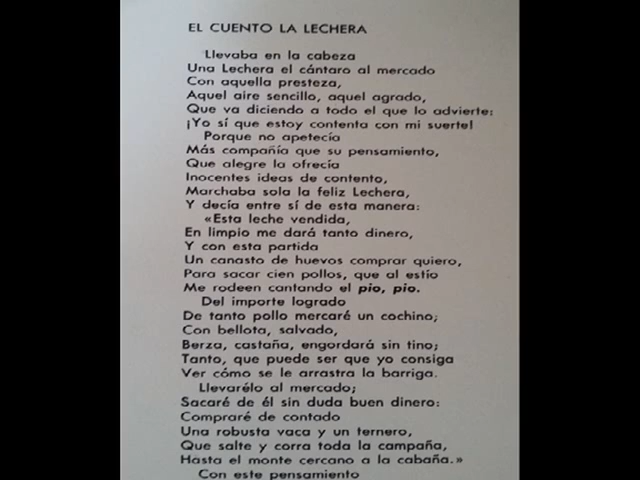 EL CUENTO LA LECHERA
Llevaba en la cabeza
Una Lechera el cántaro al mercado
Con aquella presteza,
Aquel aire sencillo, aquel agrado,
Que va diciendo a todo el que lo advierte:
¡Yo sí que estoy contenta con mi suerte!
Porque no apetecía
Más compañía que su pensamiento,
Que alegre la ofrecía
Inocentes ideas de contento,
Marchaba sola la feliz Lechera,
Y decía entre sí de esta manera:
«Esta leche vendida,
En limpio me dará tanto dinero,
Y con esta partida
Un canasto de huevos comprar quiero,
Para sacar cien pollos, que al estío
Me rodeen cantando el pío, pío.
Del importe logrado
De tanto pollo mercaré un cochino;
Con bellota, salvado,
Berza, castaña, engordará sin tino;
Tanto, que puede ser que yo consiga
Ver cómo se le arrastra la barriga.
Llevarélo al mercado;
Sacaré de él sin duda buen dinero:
Compraré de contado
Una robusta vaca y un ternero,
Que salte y corra toda la campaña,
Hasta el monte cercano a la cabaña.»
Con este pensamiento